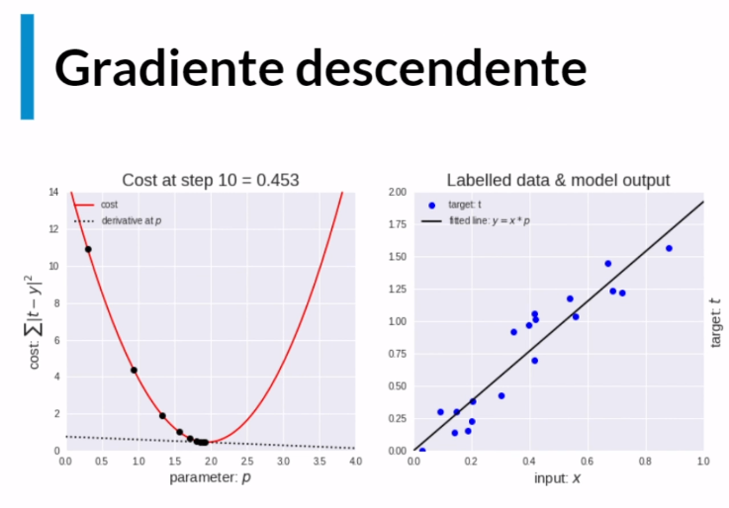 Gradiente descendente
Cost at step 10 = 0.453
cost
derivative at p
14
12
10
8
6
4
2
0
cost: ∑|t − y|²
0.0 0.5 1.0 1.5 2.0 2.5 3.0 3.5 4.0
parameter: p
Labelled data & model output
target: t
fitted line: y = x * p
2.00
1.75
1.50
1.25
1.00
0.75
0.50
0.25
0.00
target: t
0.0 0.2 0.4 0.6 0.8 1.0
input: x